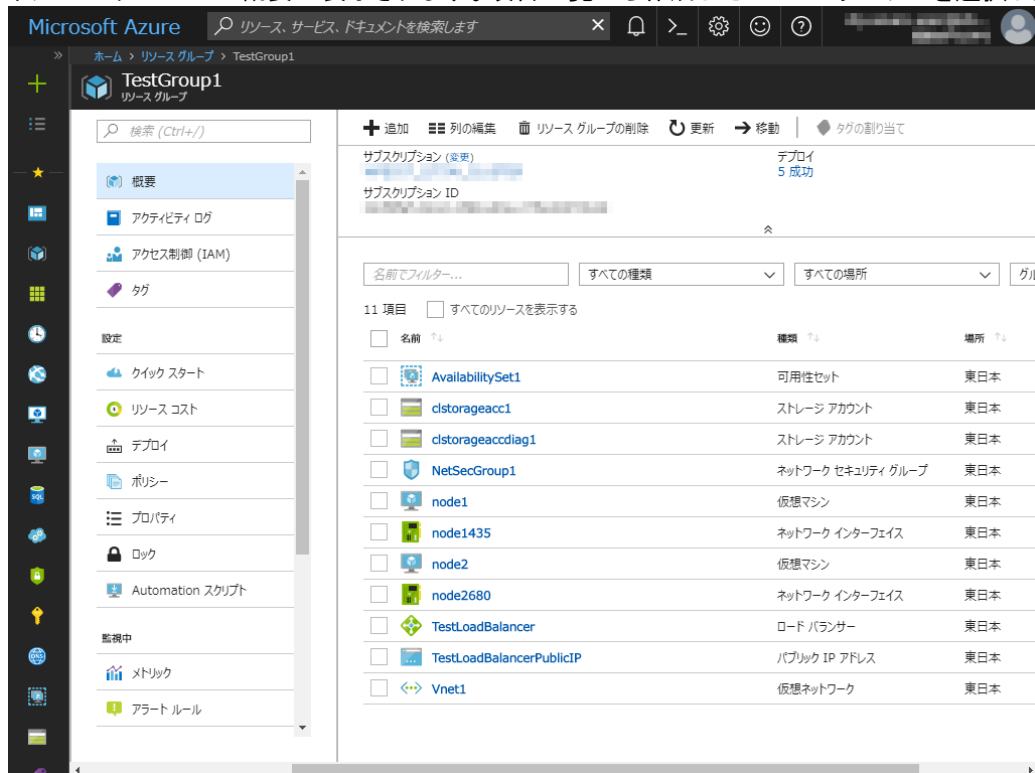 Microsoft Azure
リソース、サービス、ドキュメントを検索します
ホーム > リソース グループ > TestGroup1
TestGroup1
リソース グループ
検索 (Ctrl+/)
概要
アクティビティ ログ
アクセス制御 (IAM)
タグ
設定
クイック スタート
リソース コスト
デプロイ
ポリシー
プロパティ
ロック
Automation スクリプト
監視中
メトリック
アラート ルール
追加 列の編集 リソース グループの削除 更新 移動 タグの割り当て
サブスクリプション (変更)
デプロイ
5 成功
サブスクリプション ID
名前でフィルター... すべての種類 すべての場所
11 項目 すべてのリソースを表示する
名前 種類 場所
AvailabilitySet1 可用性セット 東日本
clstorageacc1 ストレージ アカウント 東日本
clstorageaccdiag1 ストレージ アカウント 東日本
NetSecGroup1 ネットワーク セキュリティ グループ 東日本
node1 仮想マシン 東日本
node1435 ネットワーク インターフェイス 東日本
node2 仮想マシン 東日本
node2680 ネットワーク インターフェイス 東日本
TestLoadBalancer ロード バランサー 東日本
TestLoadBalancerPublicIP パブリック IP アドレス 東日本
Vnet1 仮想ネットワーク 東日本